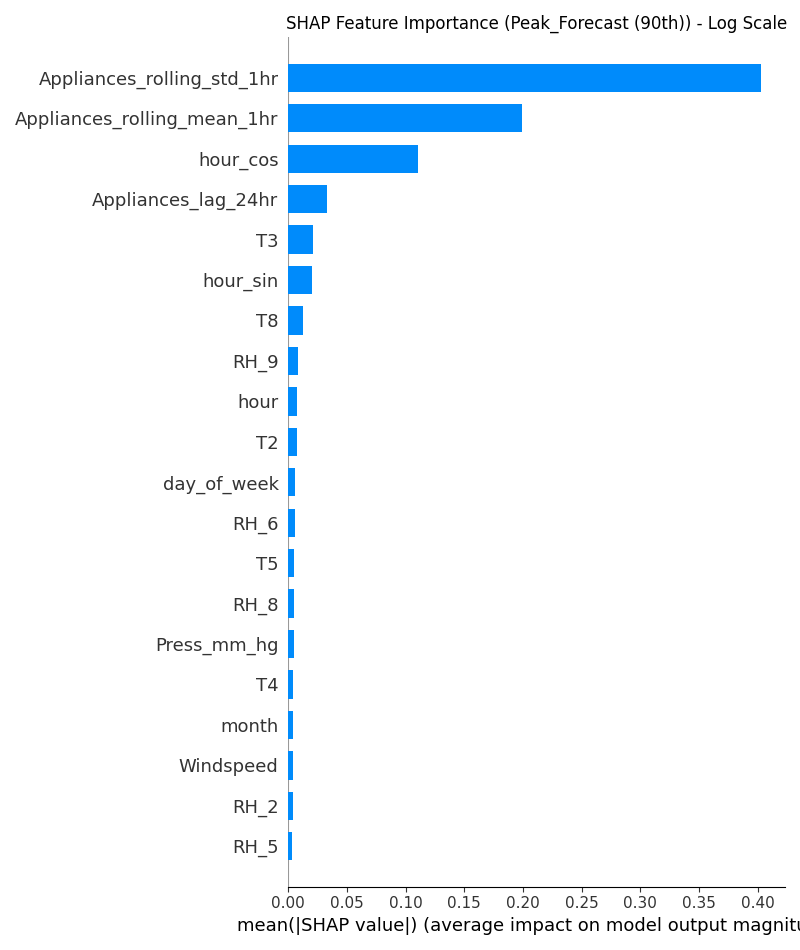 SHAP Feature Importance (Peak_Forecast (90th)) - Log Scale
Appliances_rolling_std_1hr
Appliances_rolling_mean_1hr
hour_cos
Appliances_lag_24hr
T3
hour_sin
T8
RH_9
hour
T2
day_of_week
RH_6
T5
RH_8
Press_mm_hg
T4
month
Windspeed
RH_2
RH_5
0.00 0.05 0.10 0.15 0.20 0.25 0.30 0.35 0.40
mean(|SHAP value|) (average impact on model output magnitu